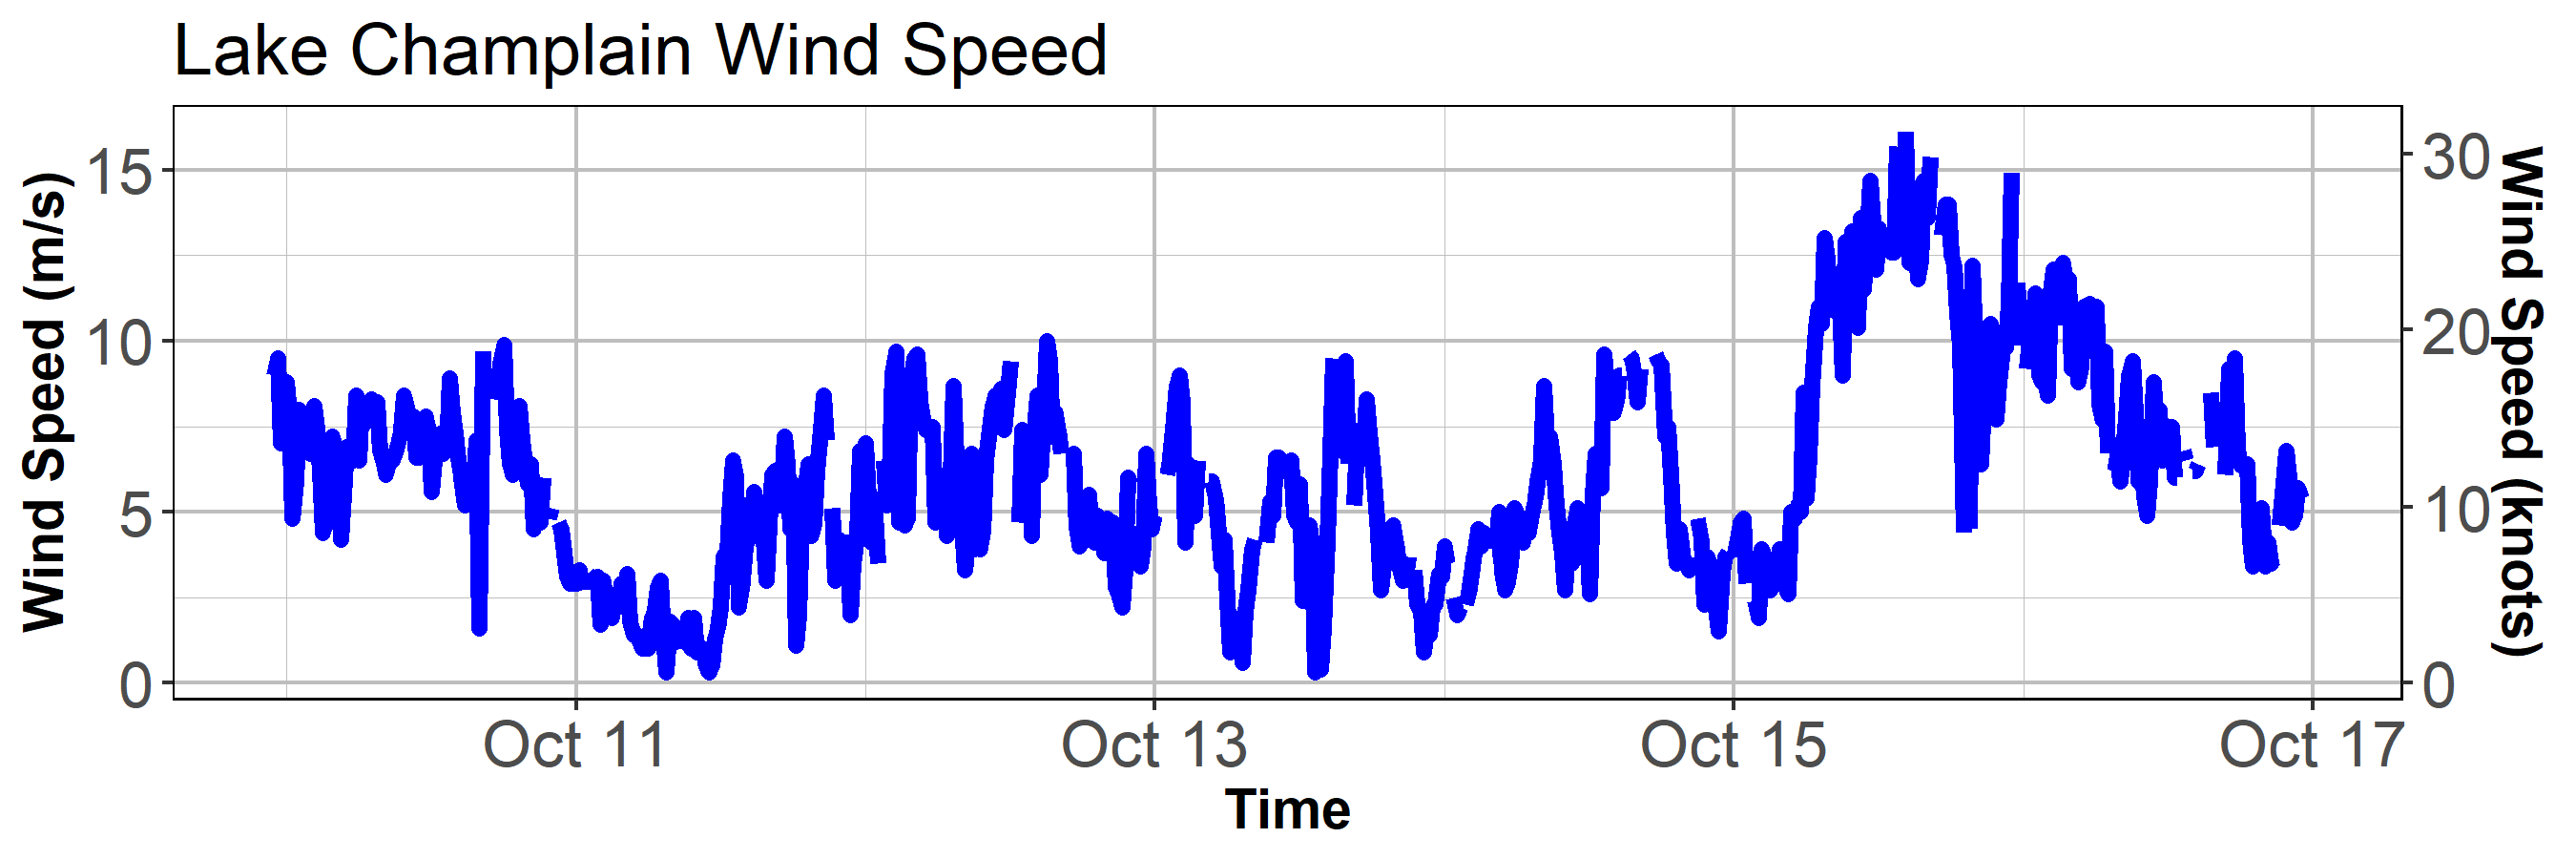 Lake Champlain Wind Speed
Wind Speed (m/s)
15
10
5
0
30
20
10
0
Wind Speed (knots)
Oct 11 Oct 13 Oct 15 Oct 17
Time